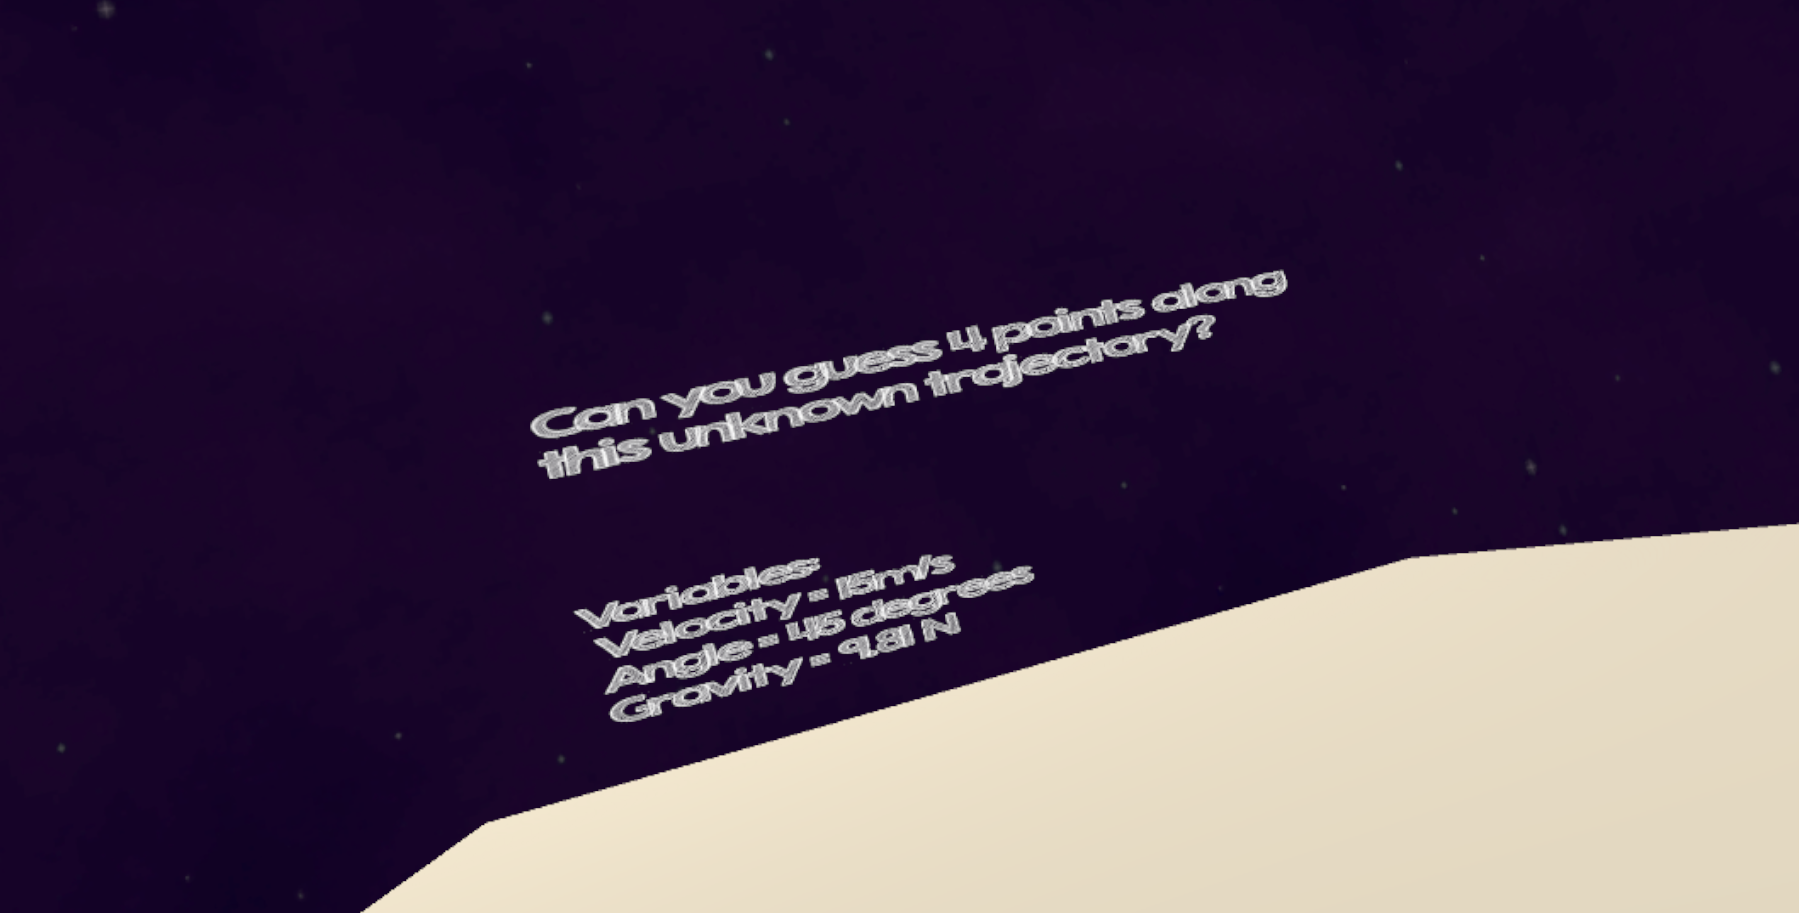 Can you guess 4 points along
this unknown trajectory?
Variables:
Velocity = 15m/s
Angle = 45 degrees
Gravity = 9.81 N